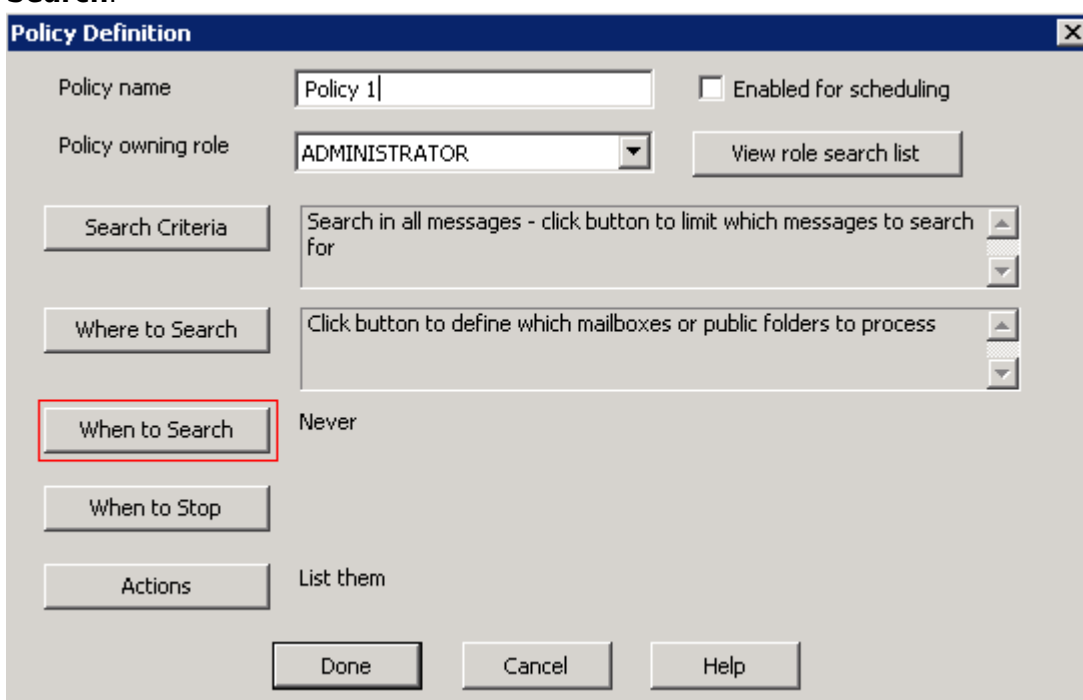 Search.
Policy Definition
Policy name
Policy 1
Enabled for scheduling
Policy owning role
ADMINISTRATOR
View role search list
Search Criteria
Search in all messages - click button to limit which messages to search
for
Where to Search
Click button to define which mailboxes or public folders to process
When to Search
Never
When to Stop
Actions
List them
Done
Cancel
Help